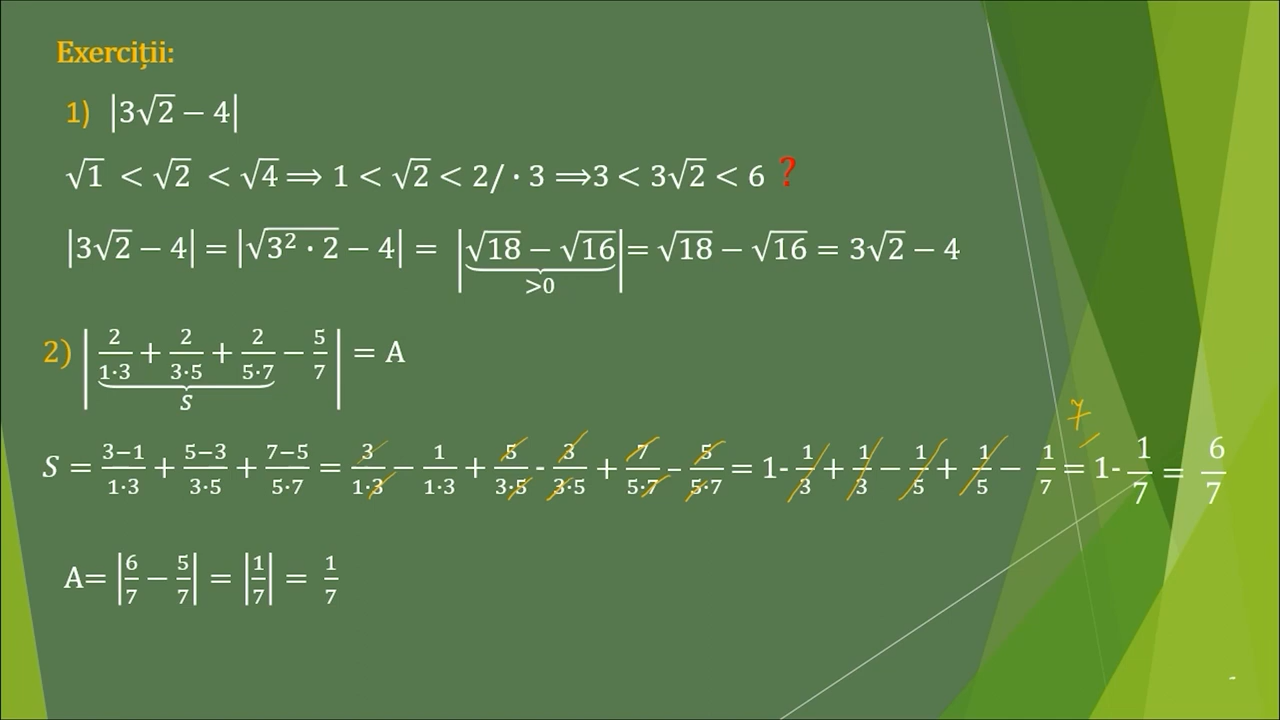 Exerciții:
1) |3√2 − 4|
√1 < √2 < √4 ⟹ 1 < √2 < 2/ · 3 ⟹3 < 3√2 < 6 ❓
|3√2 − 4| = |√(3² · 2) − 4| = |√18 − √16| = √18 − √16 = 3√2 − 4
>0
2) |2/(1·3) + 2/(3·5) + 2/(5·7) − 5/7| = A
S
7
S = (3−1)/(1·3) + (5−3)/(3·5) + (7−5)/(5·7) = 3/(1·3) − 1/(1·3) + 5/(3·5) - 3/(3·5) + 7/(5·7) − 5/(5·7) = 1- 1/3 + 1/3 − 1/5 + 1/5 − 1/7 = 1- 1/7 = 6/7
A= |6/7 − 5/7| = |1/7| = 1/7